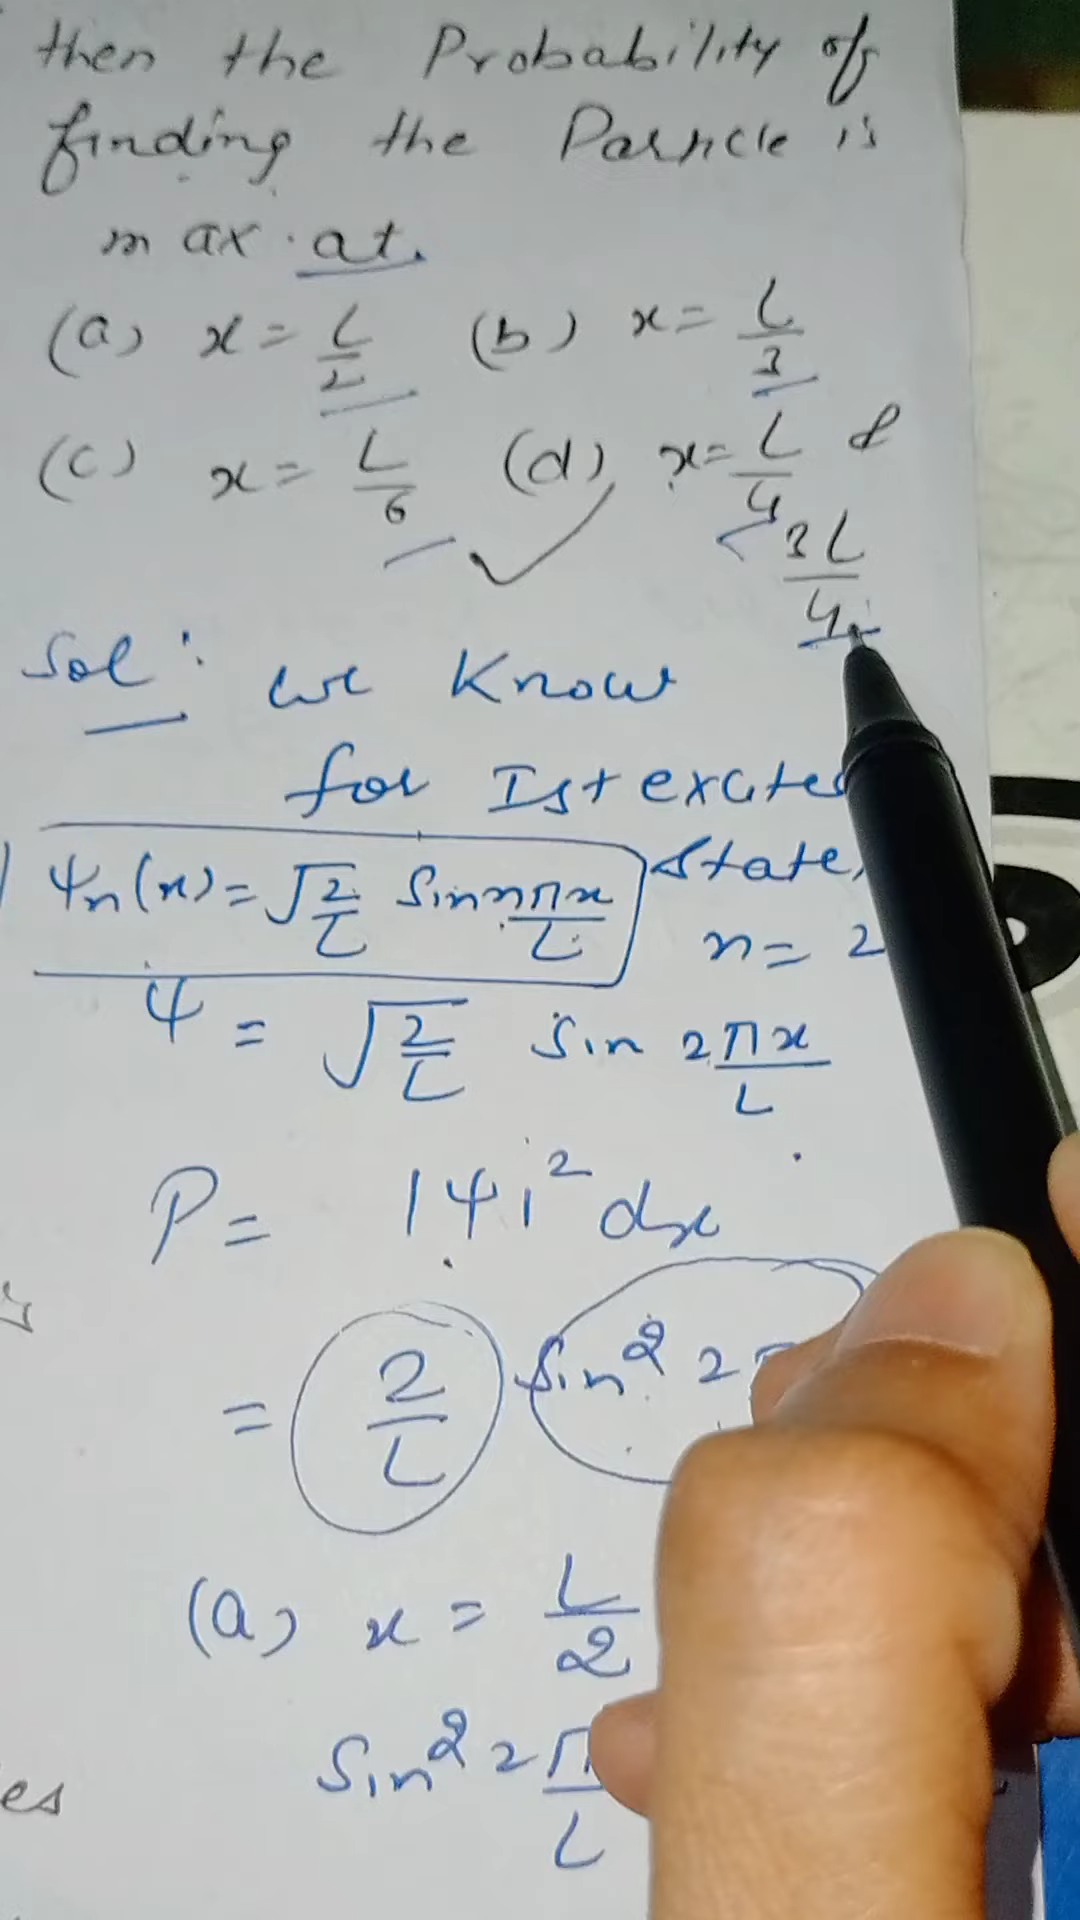 then the Probability of
finding the Particle is
max. at.
(a) x = L/2 (b) x = L/3
(c) x = L/6 (d) x = L/4 &
3L/4
Sol: we know
for Ist excited
ψn(x) = √2/L Sin nπx/L state,
n = 2
ψ = √2/L Sin 2πx/L
P = |ψ|² dx
= 2/L Sin² 2
(a) x = L/2
Sin² 2π/L
es